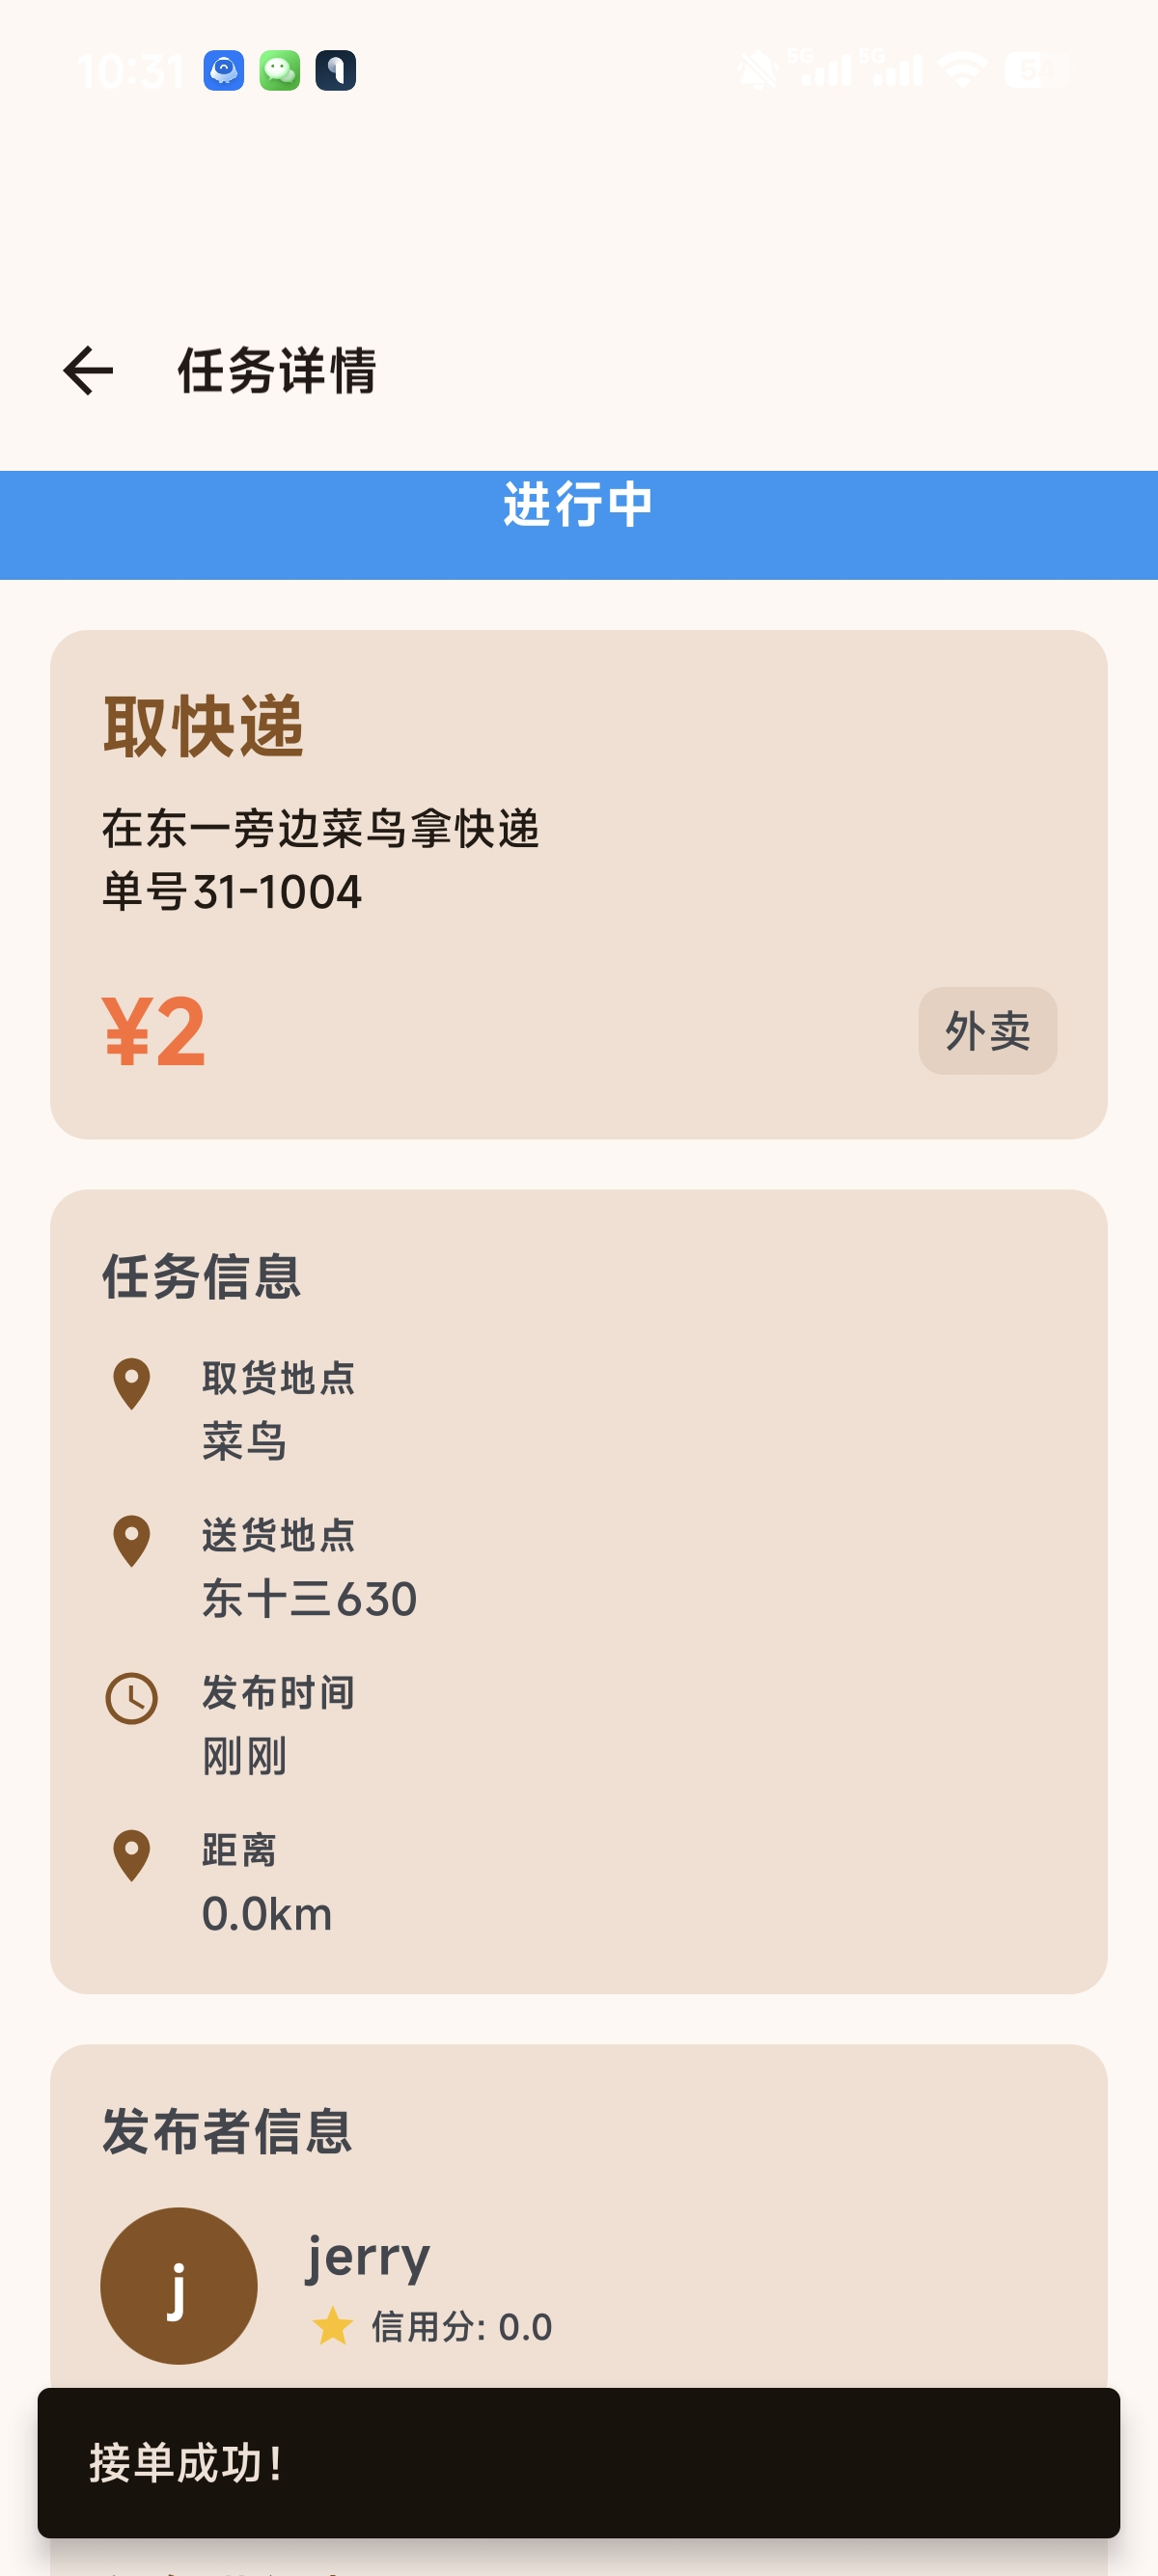 10:31
5G 5G
任务详情
进行中
取快递
在东一旁边菜鸟拿快递
单号31-1004
¥2
外卖
任务信息
取货地点
菜鸟
送货地点
东十三630
发布时间
刚刚
距离
0.0km
发布者信息
j
jerry
信用分: 0.0
接单成功!